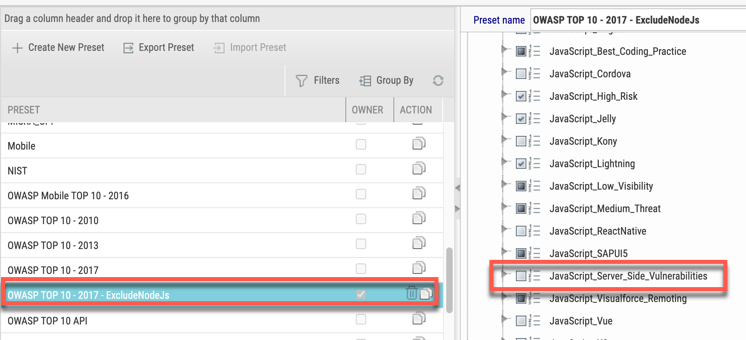 Drag a column header and drop it here to group by that column
Create New Preset Export Preset Import Preset
Filters Group By
PRESET OWNER ACTION
Mobile
NIST
OWASP Mobile TOP 10 - 2016
OWASP TOP 10 - 2010
OWASP TOP 10 - 2013
OWASP TOP 10 - 2017
OWASP TOP 10 - 2017 - ExcludeNodeJs
OWASP TOP 10 API
Preset name OWASP TOP 10 - 2017 - ExcludeNodeJs
JavaScript_Best_Coding_Practice
JavaScript_Cordova
JavaScript_High_Risk
JavaScript_Jelly
JavaScript_Kony
JavaScript_Lightning
JavaScript_Low_Visibility
JavaScript_Medium_Threat
JavaScript_ReactNative
JavaScript_SAPUI5
JavaScript_Server_Side_Vulnerabilities
JavaScript_Visualforce_Remoting
JavaScript_Vue